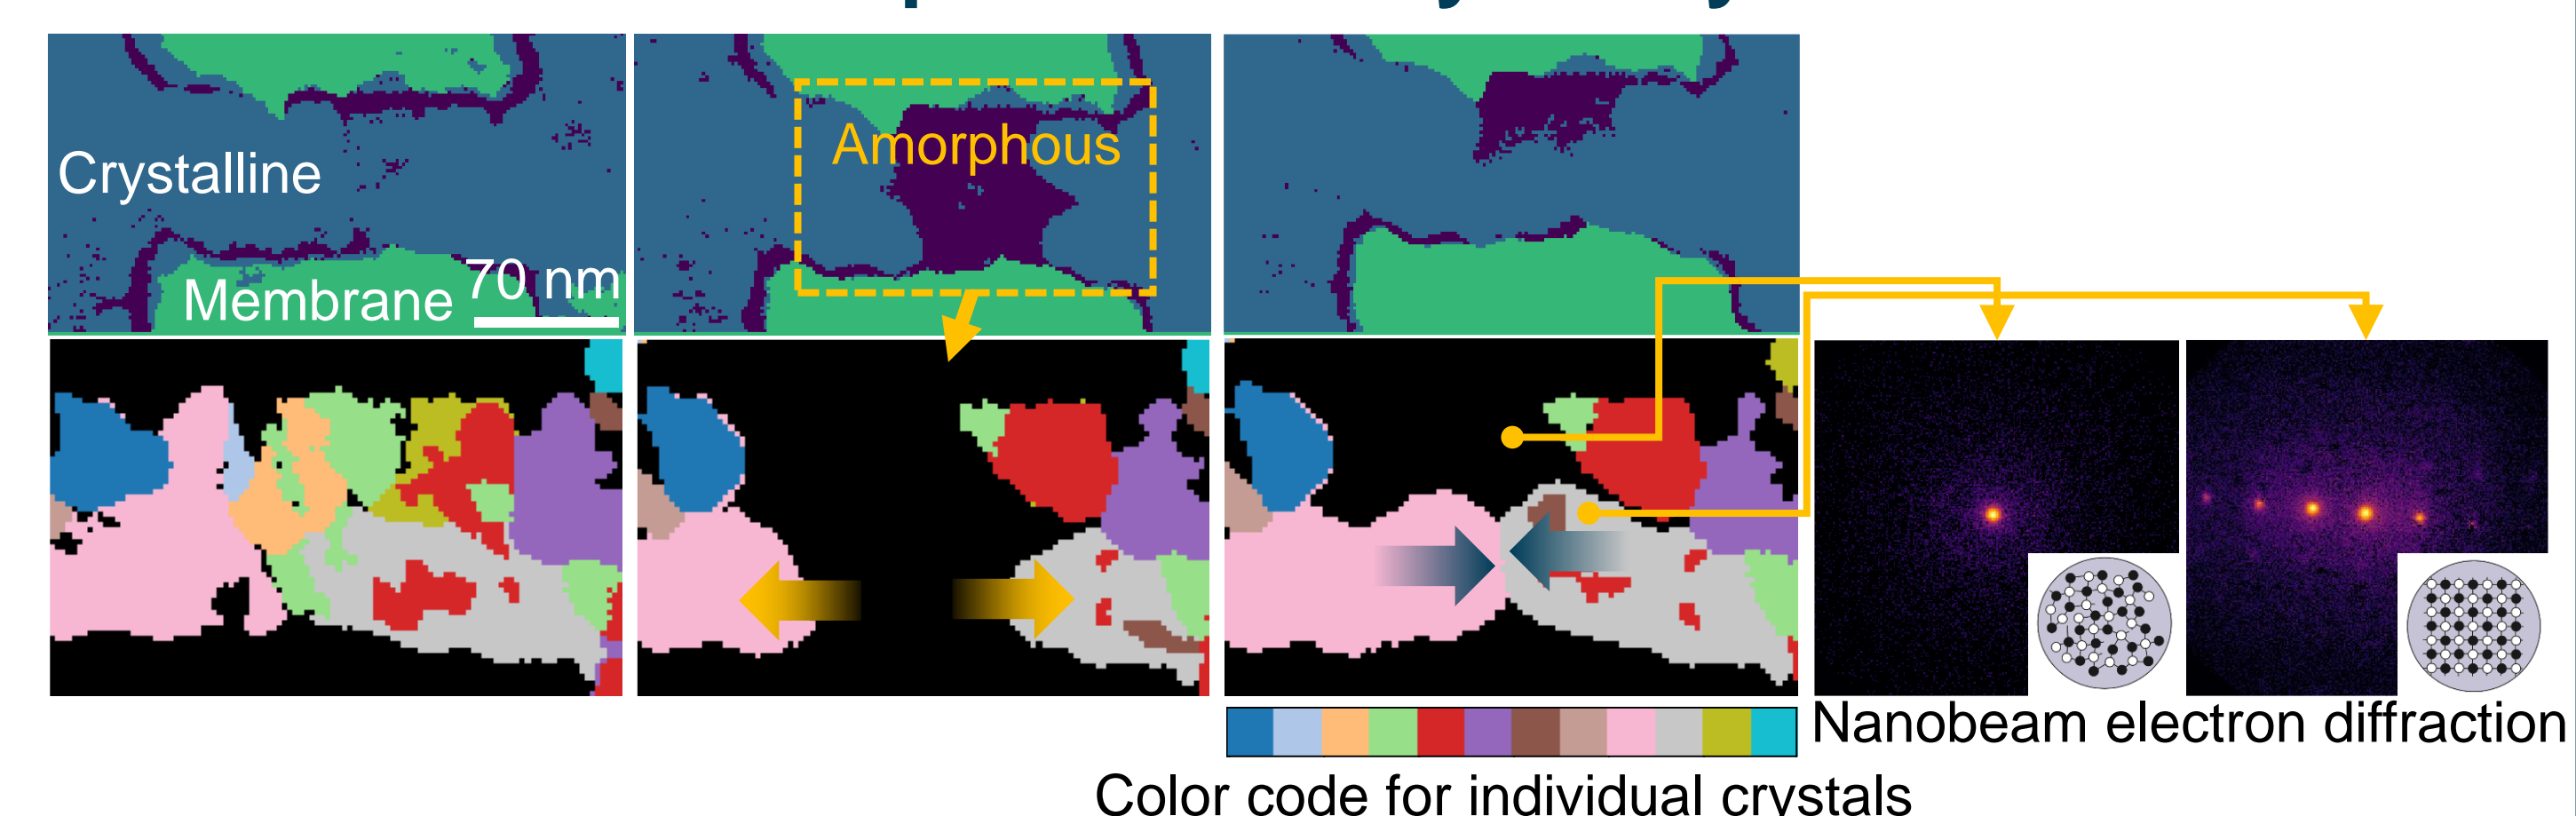 Crystalline
Amorphous
Membrane
70 nm
Nanobeam electron diffraction
Color code for individual crystals